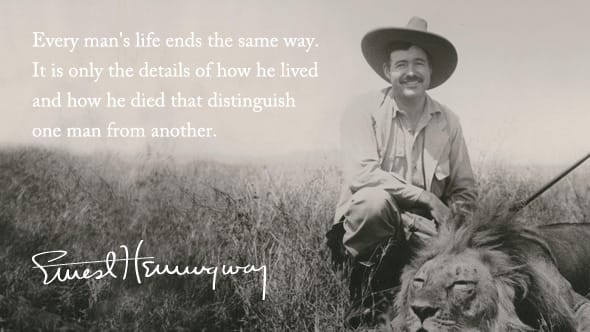 Every man's life ends the same way.
It is only the details of how he lived
and how he died that distinguish
one man from another.
Ernest Hemingway